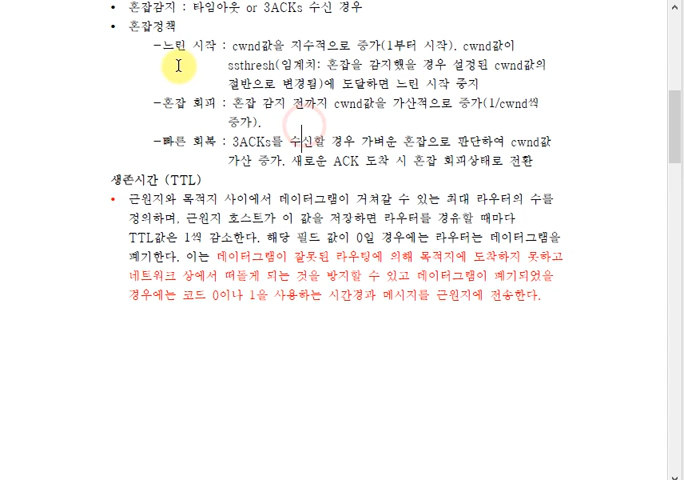 • 혼잡감지 : 타임아웃 or 3ACKs 수신 경우
• 혼잡정책
–느린 시작 : cwnd값을 지수적으로 증가(1부터 시작). cwnd값이
ssthresh(임계치: 혼잡을 감지했을 경우 설정된 cwnd값의
절반으로 변경됨)에 도달하면 느린 시작 중지
–혼잡 회피 : 혼잡 감지 전까지 cwnd값을 가산적으로 증가(1/cwnd씩
증가).
–빠른 회복 : 3ACKs를 수신할 경우 가벼운 혼잡으로 판단하여 cwnd값
가산 증가. 새로운 ACK 도착 시 혼잡 회피상태로 전환
생존시간 (TTL)
• 근원지와 목적지 사이에서 데이터그램이 거쳐갈 수 있는 최대 라우터의 수를
정의하며. 근원지 호스트가 이 값을 저장하면 라우터를 경유할 때마다
TTL값은 1씩 감소한다. 해당 필드 값이 0일 경우에는 라우터는 데이터그램을
폐기한다. 이는 데이터그램이 잘못된 라우팅에 의해 목적지에 도착하지 못하고
네트워크 상에서 떠돌게 되는 것을 방지할 수 있고 데이터그램이 폐기되었을
경우에는 코드 0이나 1을 사용하는 시간경과 메시지를 근원지에 전송한다.